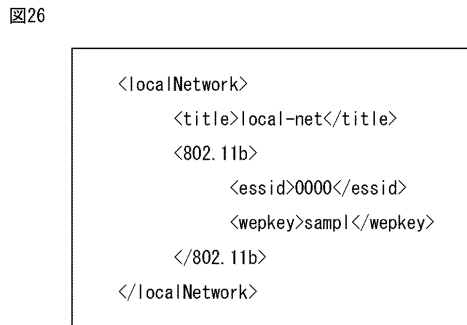 図26
<localNetwork>
<title>local-net</title>
<802.11b>
<essid>0000</essid>
<wepkey>sampl</wepkey>
</802.11b>
</localNetwork>